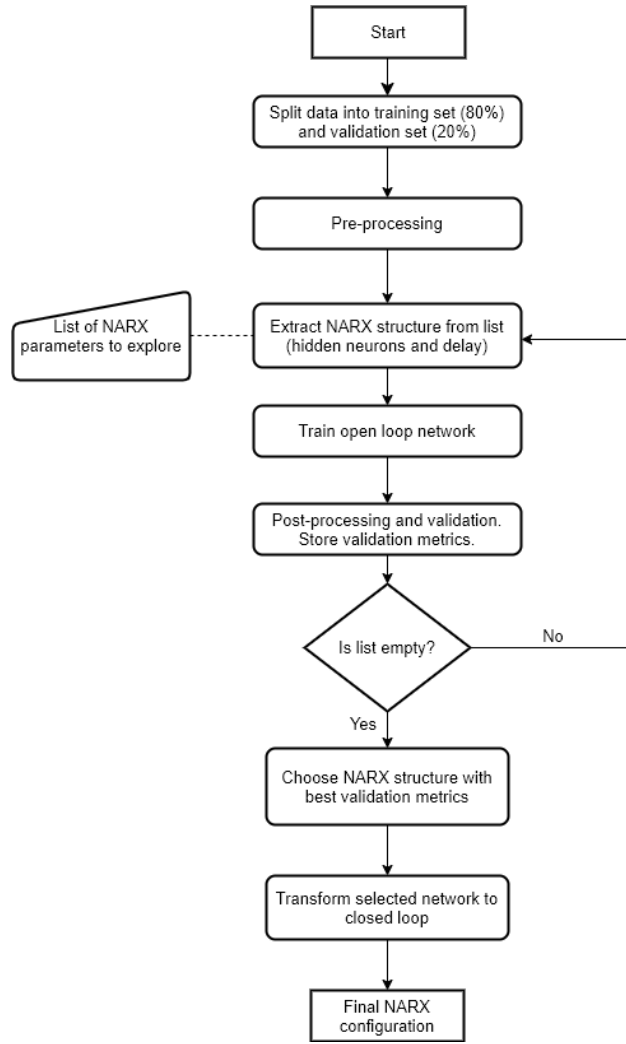 Start
Split data into training set (80%)
and validation set (20%)
Pre-processing
List of NARX
parameters to explore
Extract NARX structure from list
(hidden neurons and delay)
Train open loop network
Post-processing and validation.
Store validation metrics.
Is list empty?
No
Yes
Choose NARX structure with
best validation metrics
Transform selected network to
closed loop
Final NARX
configuration